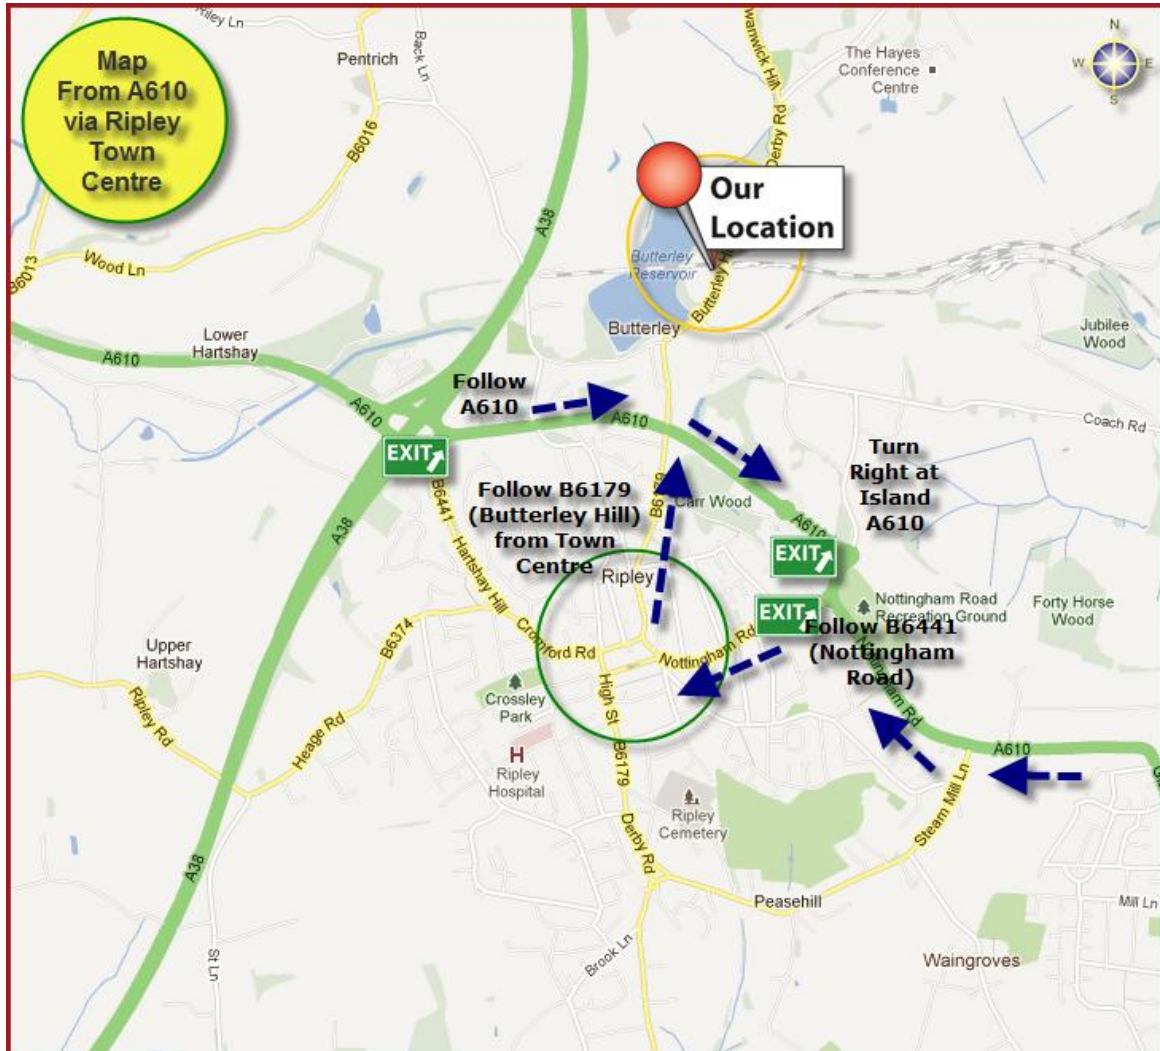 Map
From A610
via Ripley
Town
Centre
Riley Ln
Pentrich
Back Ln
B6016
A38
Swanwick Hill
Derby Rd
The Hayes
Conference
Centre
N
W
E
S
Our
Location
B6013
Wood Ln
Butterley
Reservoir
Butterley
Lower
Hartshay
A610
A610
Jubilee
Wood
Follow
A610
A610
Coach Rd
EXIT
Turn
Right at
Island
A610
Follow B6179
(Butterley Hill)
from Town
Centre
B6179
Carr Wood
A610
B6441
A38
Hartshay Hill
EXIT
Ripley
Nottingham Road
Recreation Ground
Forty Horse
Wood
EXIT
Follow B6441
(Nottingham
Road)
Upper
Hartshay
B6374
Cromford Rd
Nottingham Rd
Nottingham Rd
Crossley
Park
High St
Ripley Rd
Heage Rd
H
Ripley
Hospital
B6179
A610
Steam Mill Ln
Ripley
Cemetery
Derby Rd
A38
Peasehill
Mill Ln
Brook Ln
St Ln
Waingroves